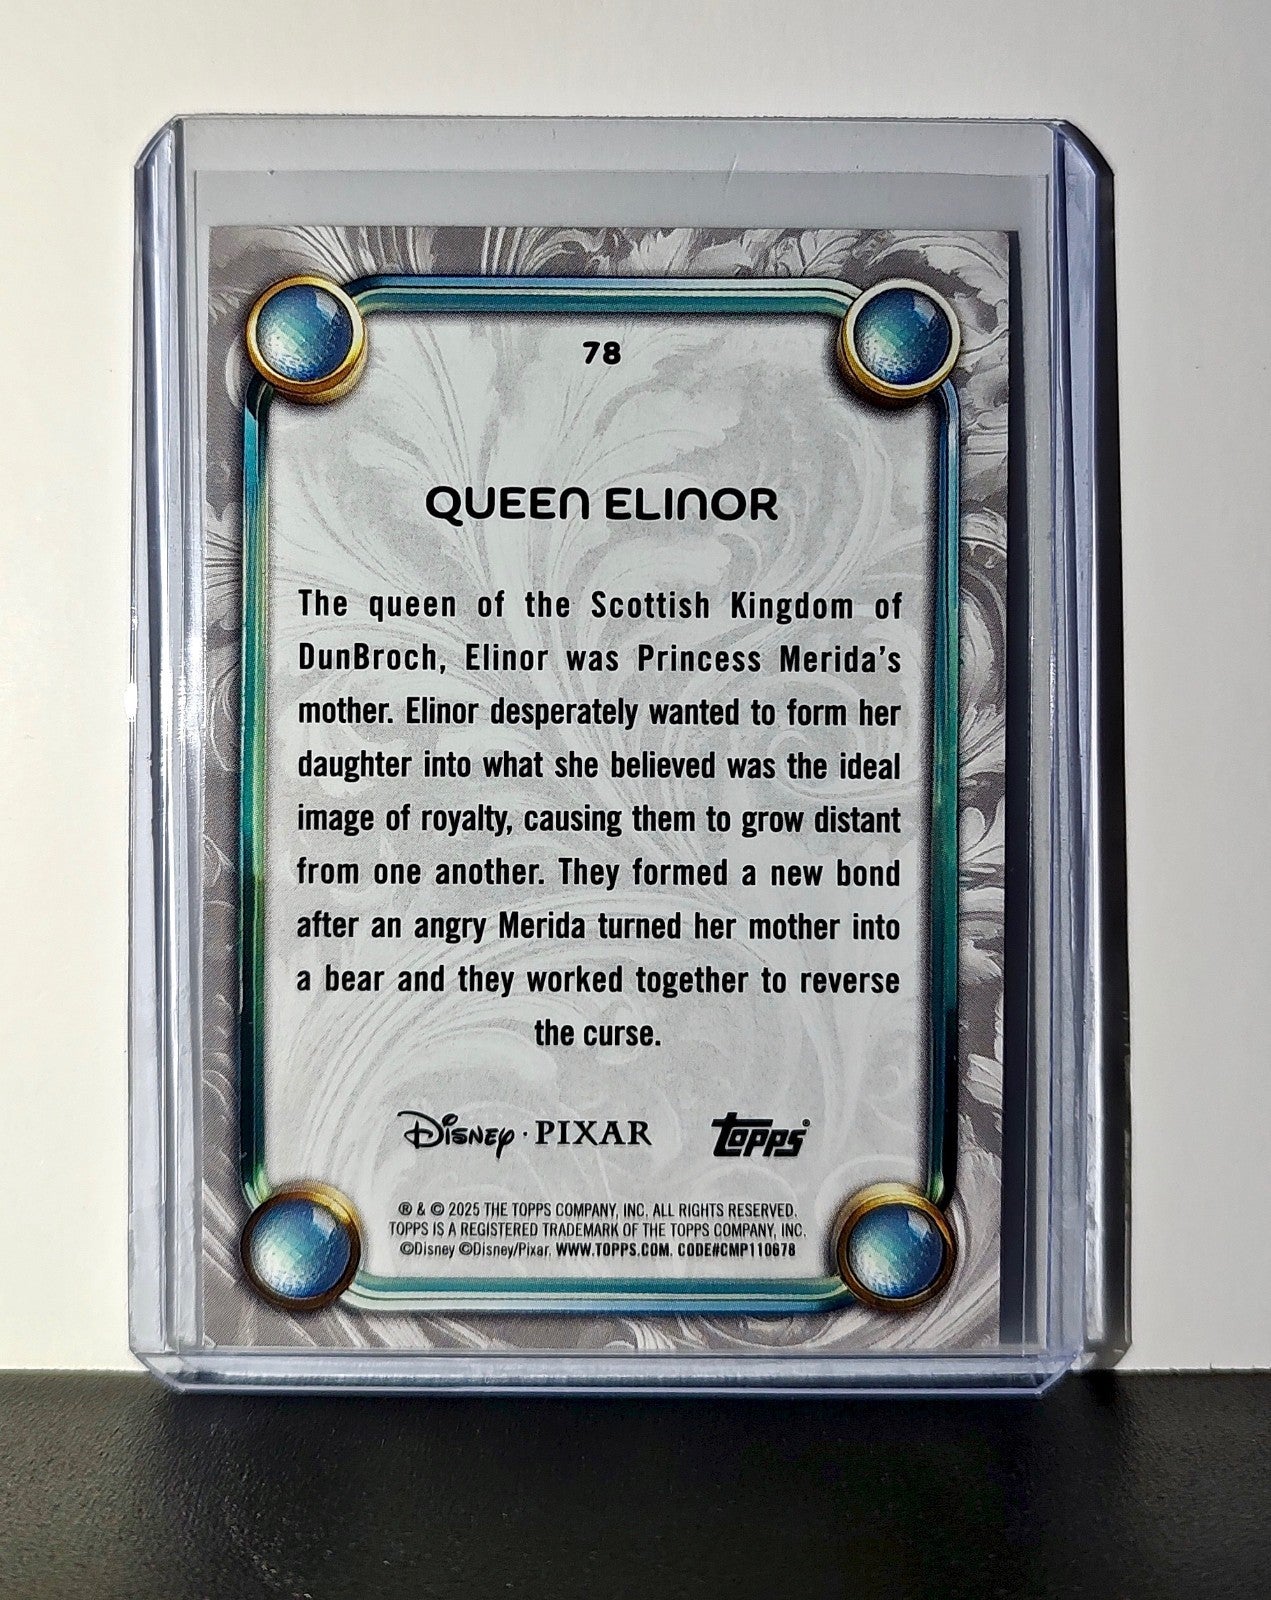 78
QUEEN ELINOR
The queen of the Scottish Kingdom of
DunBroch, Elinor was Princess Merida's
mother. Elinor desperately wanted to form her
daughter into what she believed was the ideal
image of royalty, causing them to grow distant
from one another. They formed a new bond
after an angry Merida turned her mother into
a bear and they worked together to reverse
the curse.
Disney · PIXAR topps®
® & © 2025 THE TOPPS COMPANY, INC. ALL RIGHTS RESERVED.
TOPPS IS A REGISTERED TRADEMARK OF THE TOPPS COMPANY, INC.
©Disney ©Disney/Pixar. WWW.TOPPS.COM. CODE#CMP110678